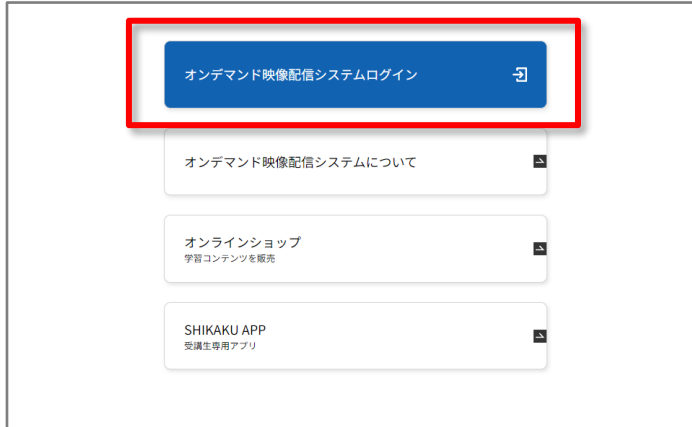 オンデマンド映像配信システムログイン
オンデマンド映像配信システムについて
オンラインショップ
学習コンテンツを販売
SHIKAKU APP
受講生専用アプリ